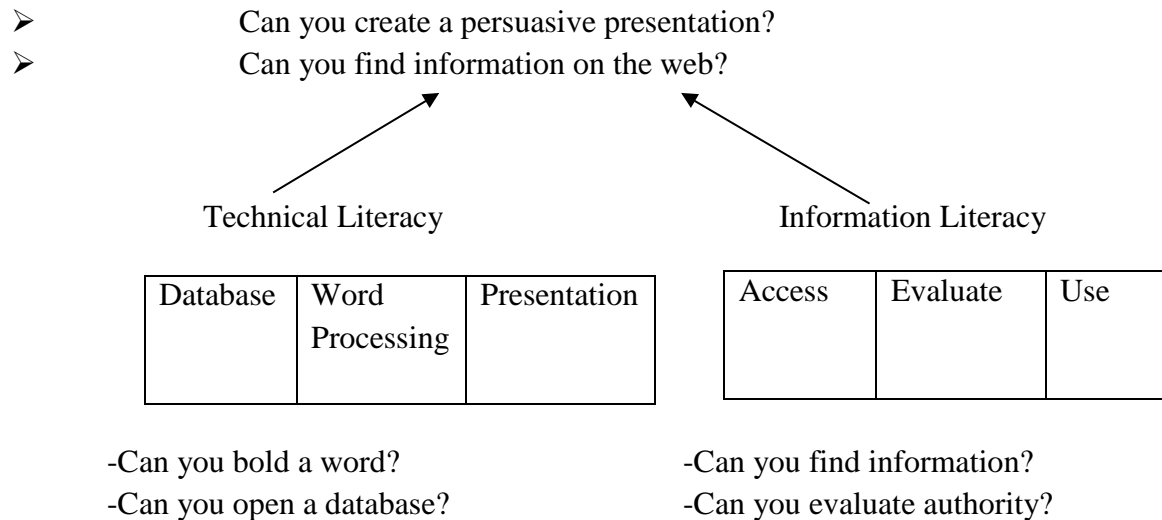 ➢ Can you create a persuasive presentation?
➢ Can you find information on the web?
Technical Literacy
Information Literacy
Database Word Processing Presentation
Access Evaluate Use
-Can you bold a word?
-Can you open a database?
-Can you find information?
-Can you evaluate authority?